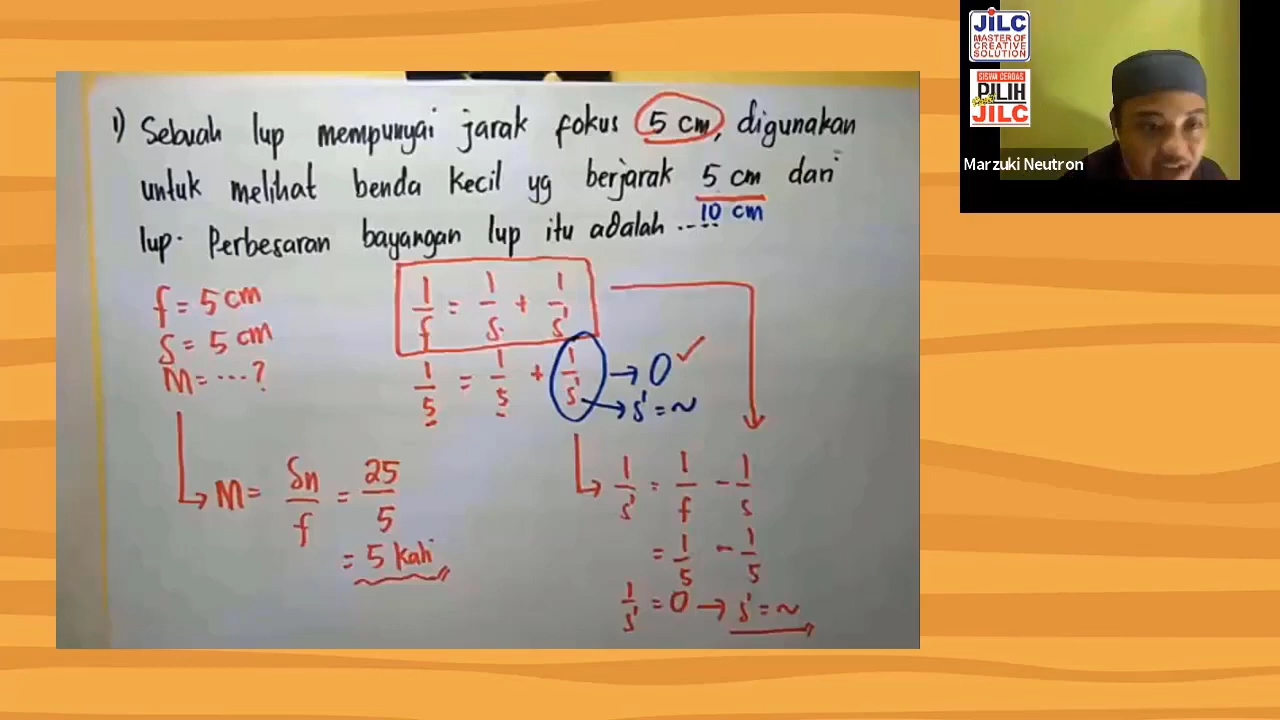 1) Sebuah lup mempunyai jarak fokus 5 cm, digunakan
untuk melihat benda kecil yg berjarak 5 cm dari
10 cm
lup. Perbesaran bayangan lup itu adalah .....
f = 5 cm
S = 5 cm
M = ... ?
M = Sn/f = 25/5
= 5 kali
1/f = 1/s + 1/s'
1/5 = 1/5 + 1/s' → 0 ✓
→ s' = ~
1/s' = 1/f - 1/s
= 1/5 - 1/5
1/s' = 0 → s' = ~
JILC
MASTER OF
CREATIVE
SOLUTION
SISWA CERDAS
PILIH
JILC
Marzuki Neutron